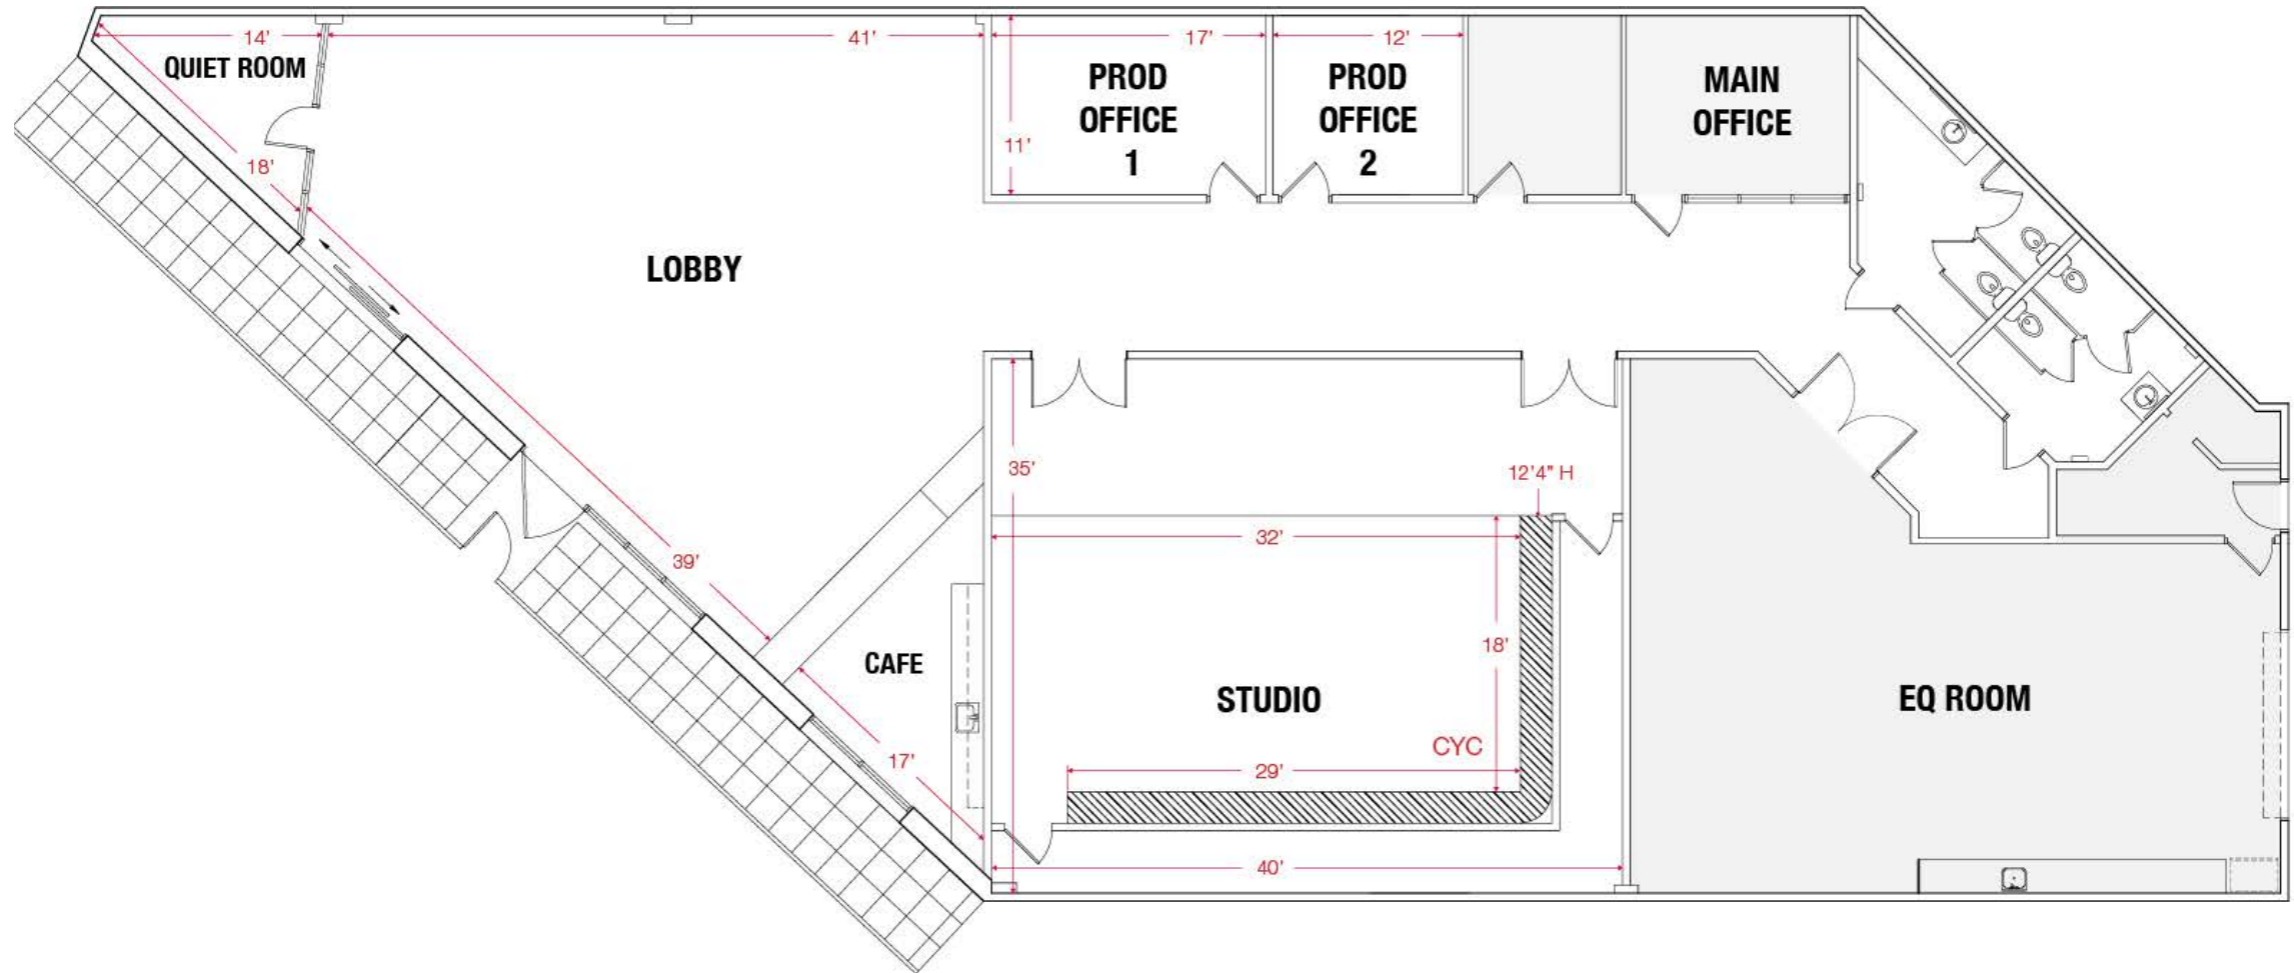 14'
41'
17'
12'
QUIET ROOM
PROD
OFFICE
1
PROD
OFFICE
2
MAIN
OFFICE
11'
18'
LOBBY
35'
12'4" H
32'
39'
18'
CAFE
STUDIO
EQ ROOM
CYC
17'
29'
40'